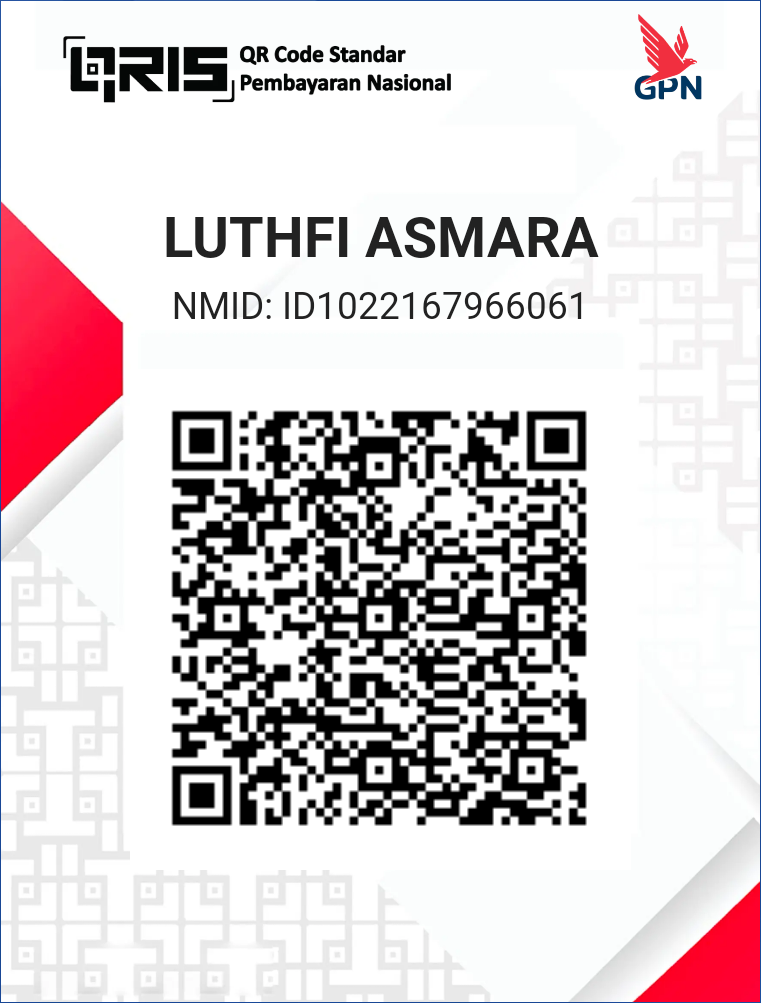 QRIS
QR Code Standar
Pembayaran Nasional
GPN
LUTHFI ASMARA
NMID: ID1022167966061